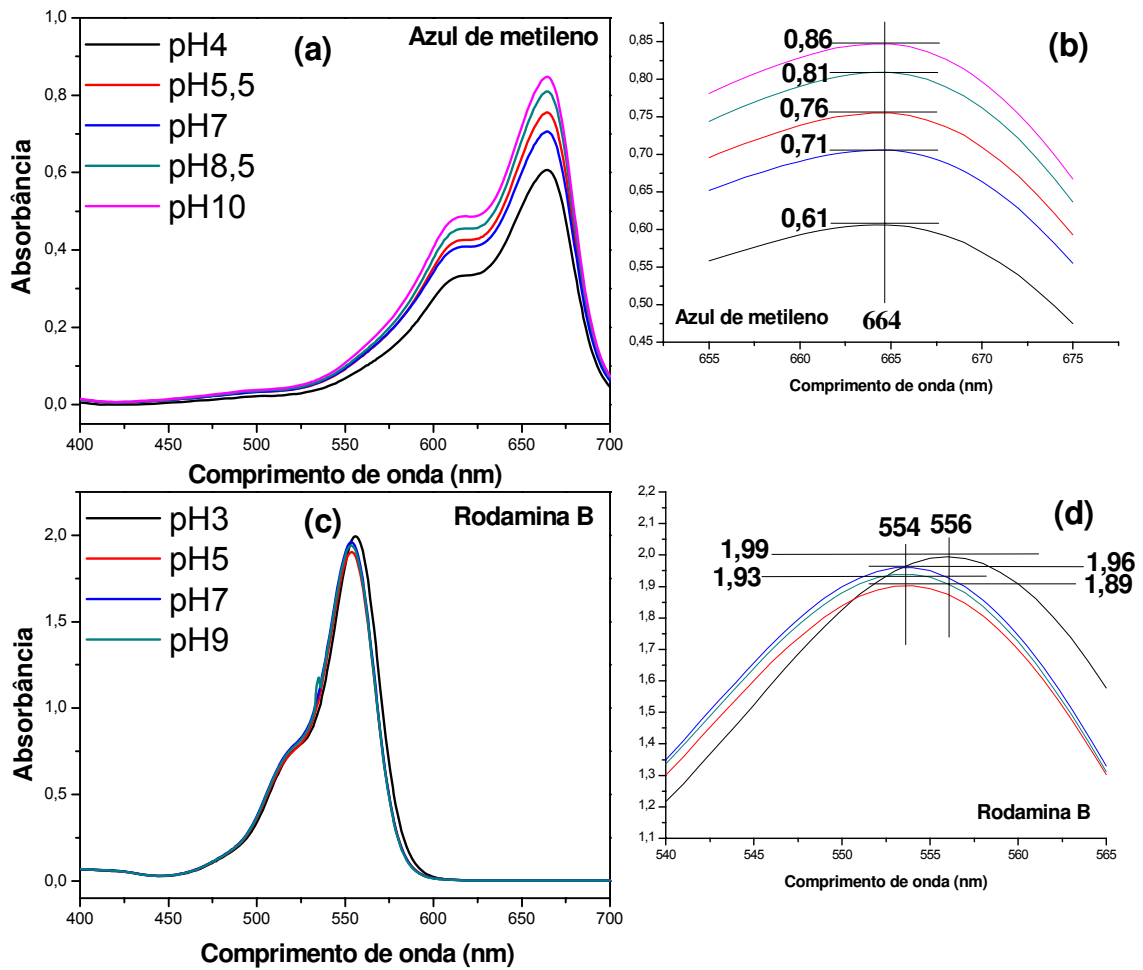 (a)
Azul de metileno
pH4
pH5,5
pH7
pH8,5
pH10
1,0
0,8
0,6
0,4
0,2
0,0
Absorbância
400 450 500 550 600 650 700
Comprimento de onda (nm)
(b)
0,85
0,80
0,75
0,70
0,65
0,60
0,55
0,50
0,45
0,86
0,81
0,76
0,71
0,61
Azul de metileno
664
655 660 665 670 675
Comprimento de onda (nm)
(c)
Rodamina B
pH3
pH5
pH7
pH9
2,0
1,5
1,0
0,5
0,0
Absorbância
400 450 500 550 600 650 700
Comprimento de onda (nm)
(d)
2,2
2,1
2,0
1,9
1,8
1,7
1,6
1,5
1,4
1,3
1,2
1,1
554 556
1,99
1,96
1,93
1,89
Rodamina B
540 545 550 555 560 565
Comprimento de onda (nm)